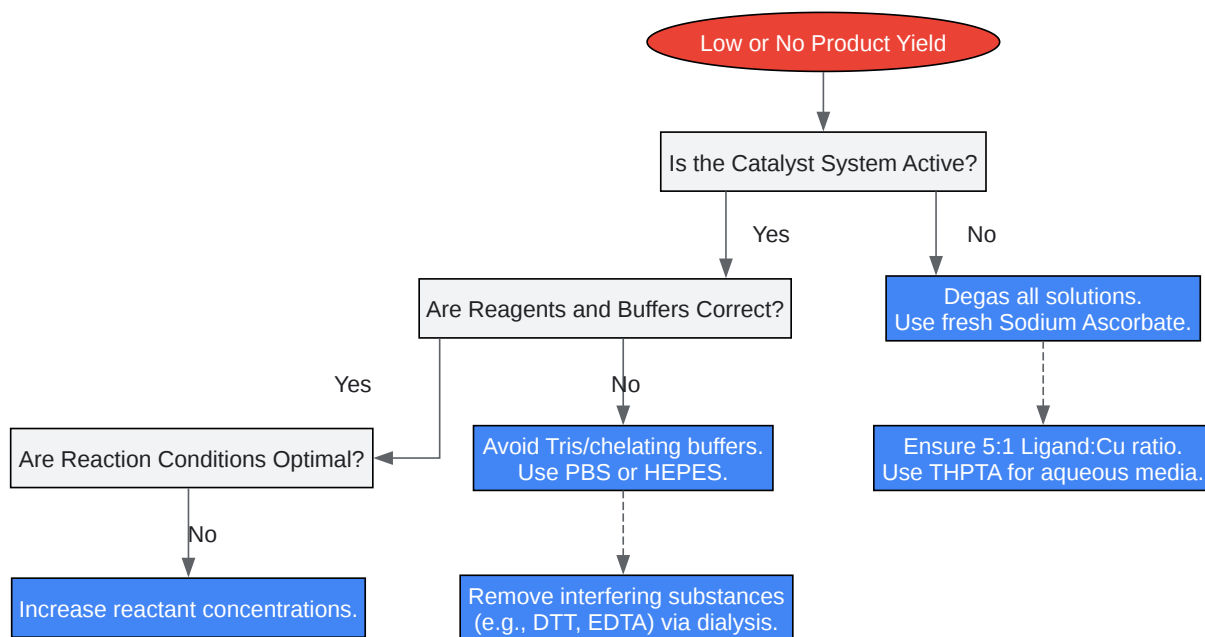 Low or No Product Yield
Is the Catalyst System Active?
Yes
No
Are Reagents and Buffers Correct?
Degas all solutions.
Use fresh Sodium Ascorbate.
Yes
No
Are Reaction Conditions Optimal?
Avoid Tris/chelating buffers.
Use PBS or HEPES.
Ensure 5:1 Ligand:Cu ratio.
Use THPTA for aqueous media.
No
Increase reactant concentrations.
Remove interfering substances
(e.g., DTT, EDTA) via dialysis.